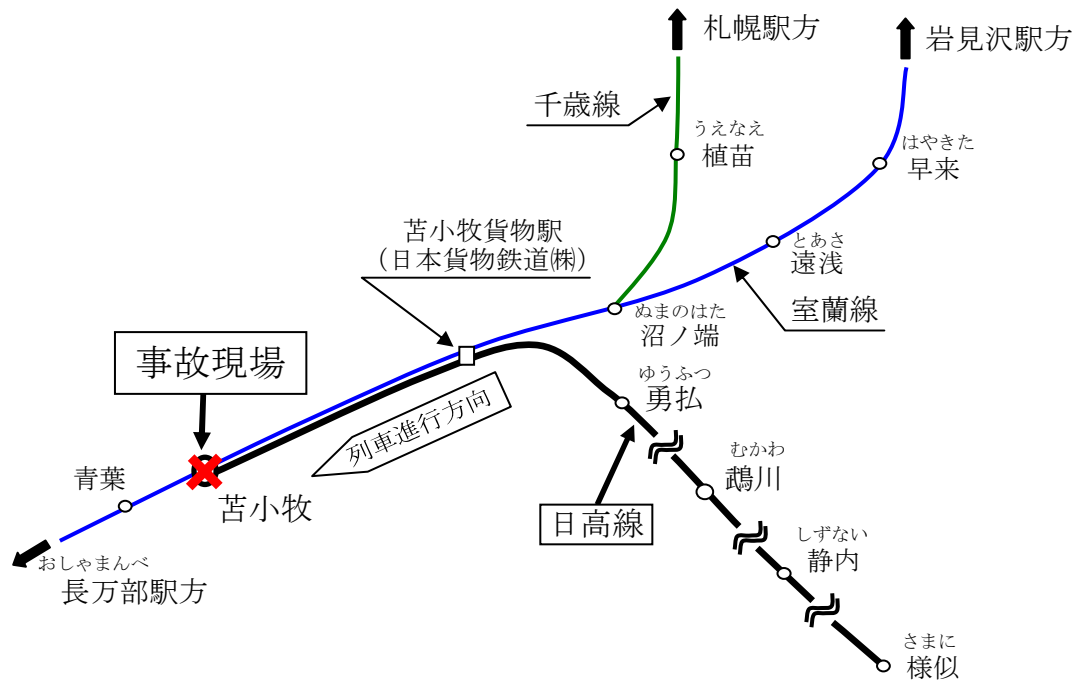 札幌駅方
岩見沢駅方
千歳線
うえなえ
植苗
はやきた
早来
苫小牧貨物駅
（日本貨物鉄道㈱）
とあさ
遠浅
室蘭線
ぬまのはた
沼ノ端
事故現場
ゆうふつ
勇払
列車進行方向
むかわ
鵡川
青葉
苫小牧
日高線
しずない
静内
おしゃまんべ
長万部駅方
さまに
様似